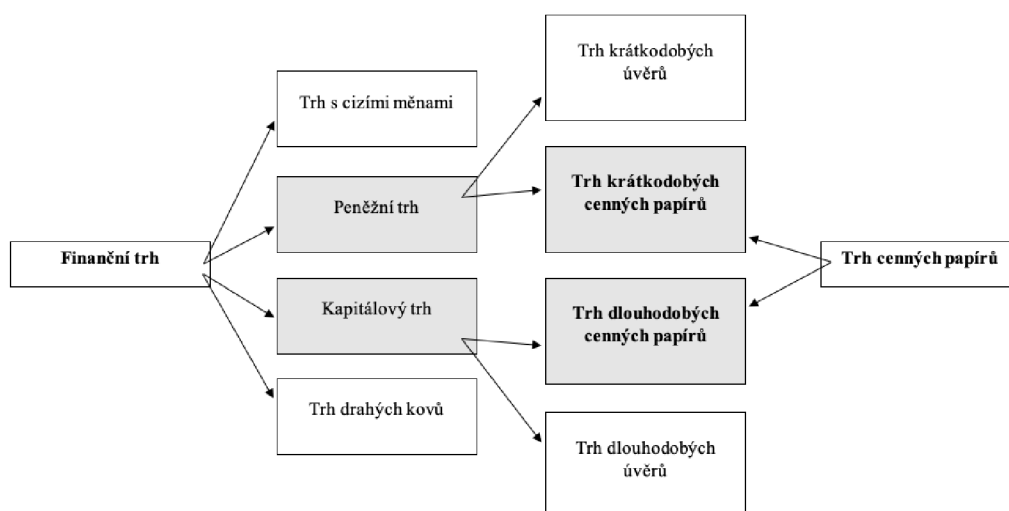 Finanční trh
Trh s cizími měnami
Peněžní trh
Kapitálový trh
Trh drahých kovů
Trh krátkodobých
úvěrů
Trh krátkodobých
cenných papírů
Trh dlouhodobých
cenných papírů
Trh dlouhodobých
úvěrů
Trh cenných papírů